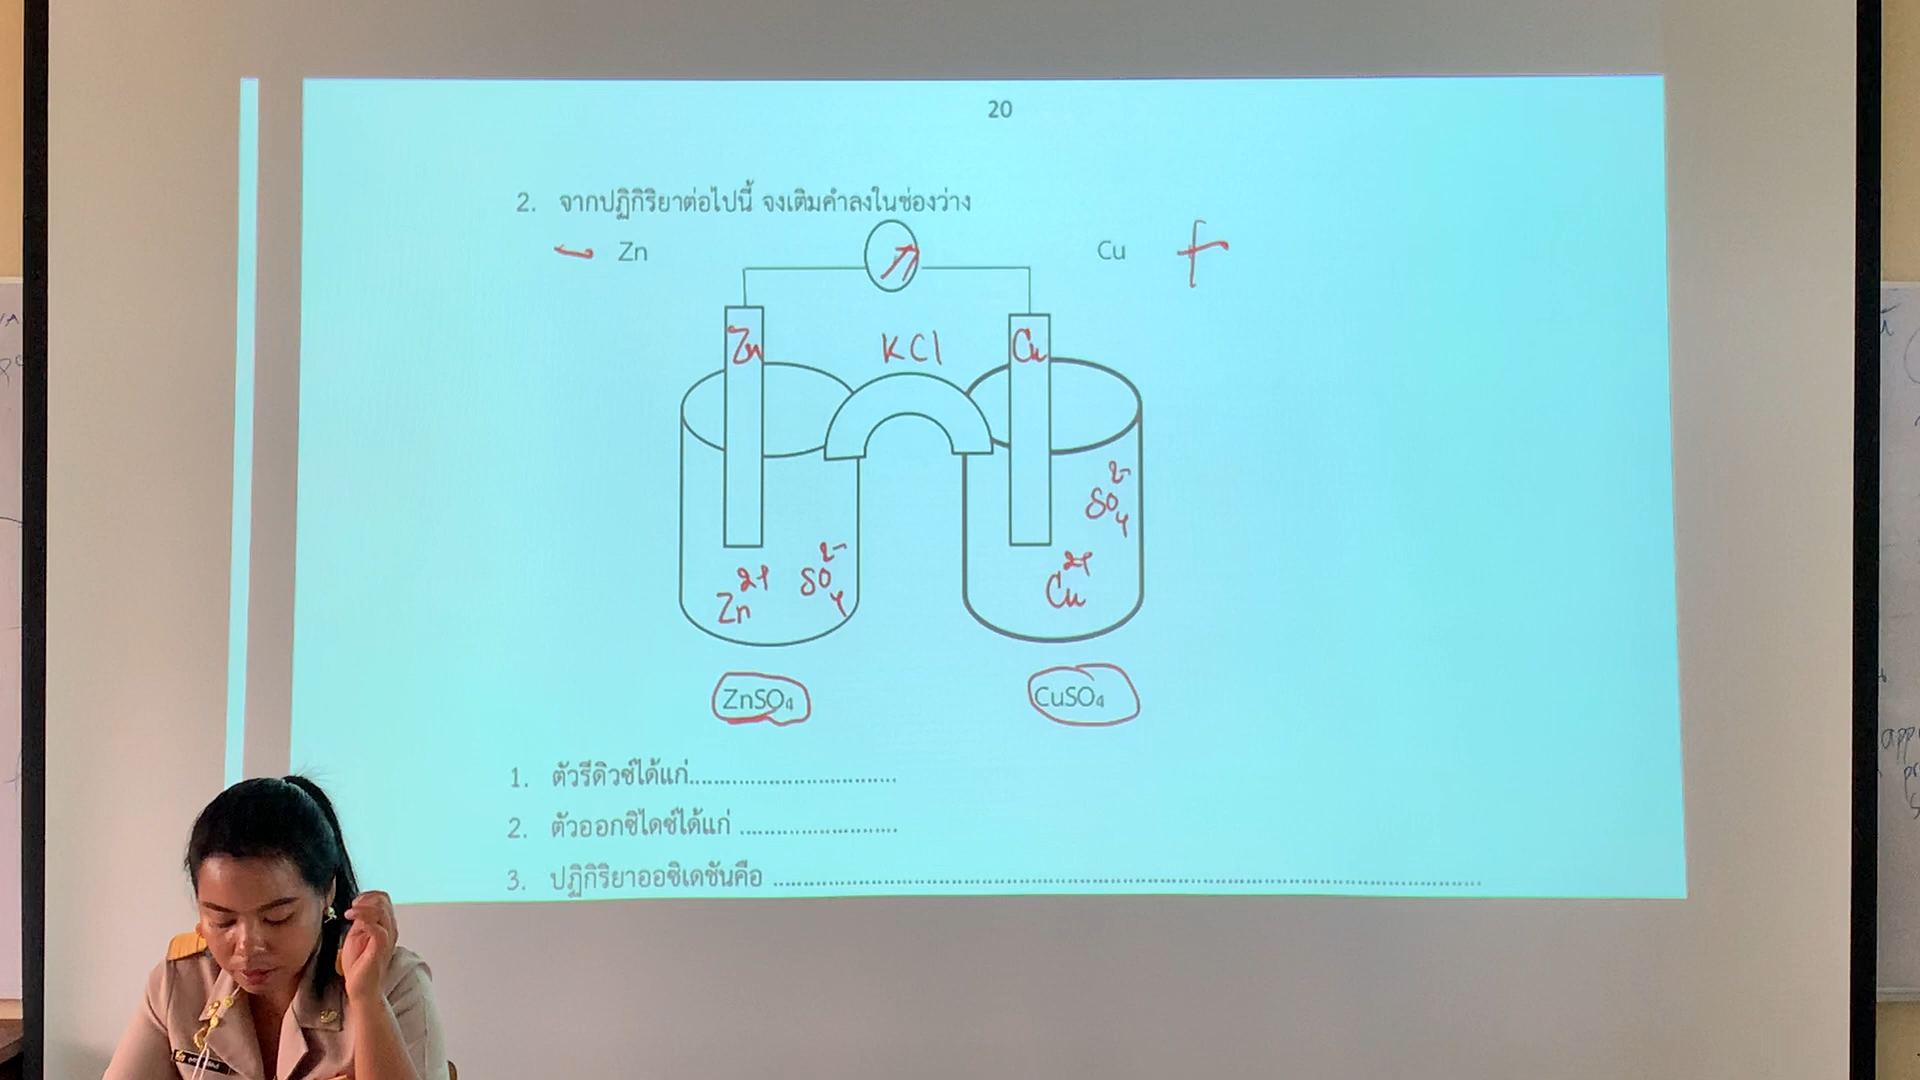 20
2. จากปฏิกิริยาต่อไปนี้ จงเติมคำลงในช่องว่าง
Zn
Cu +
Zn KCl Cu
SO₄²⁻
Zn²⁺ SO₄²⁻
Cu²⁺
ZnSO₄ CuSO₄
1. ตัวรีดิวซ์ได้แก่..................................
2. ตัวออกซิไดซ์ได้แก่ .........................
3. ปฏิกิริยาออซิเดชันคือ ....................................................................................................